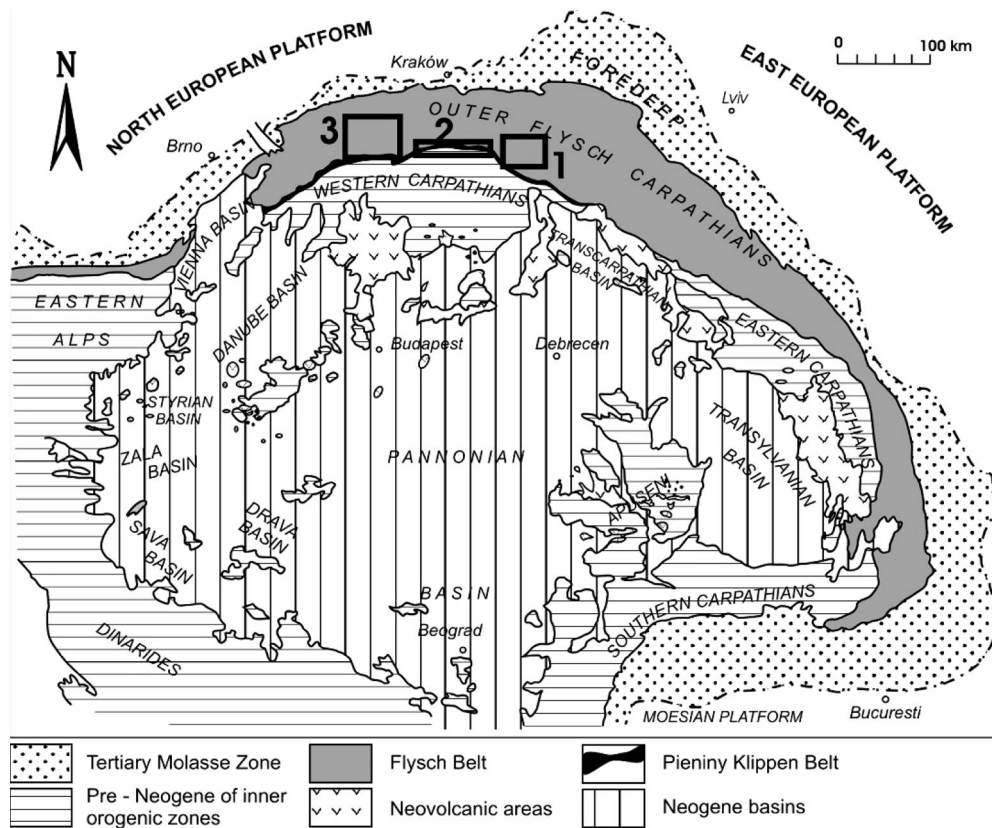 NORTH EUROPEAN PLATFORM
EAST EUROPEAN PLATFORM
0 100 km
N
Kraków
FOREDEEP
Lviv
Brno
OUTER FLYSCH CARPATHIANS
3
2
1
WESTERN CARPATHIANS
VIENNA BASIN
DANUBE BASIN
TRANSCARPATHIAN
BASIN
EASTERN
ALPS
EASTERN CARPATHIANS
Budapest
Debrecen
STYRIAN
BASIN
ZALA
BASIN
PANNONIAN
TRANSYLVANIAN
BASIN
APUSENI
SAVA
BASIN
DRAVA
BASIN
BASIN
Beograd
SOUTHERN CARPATHIANS
DINARIDES
MOESIAN PLATFORM
Bucuresti
Tertiary Molasse Zone
Flysch Belt
Pieniny Klippen Belt
Pre - Neogene of inner
orogenic zones
Neovolcanic areas
Neogene basins